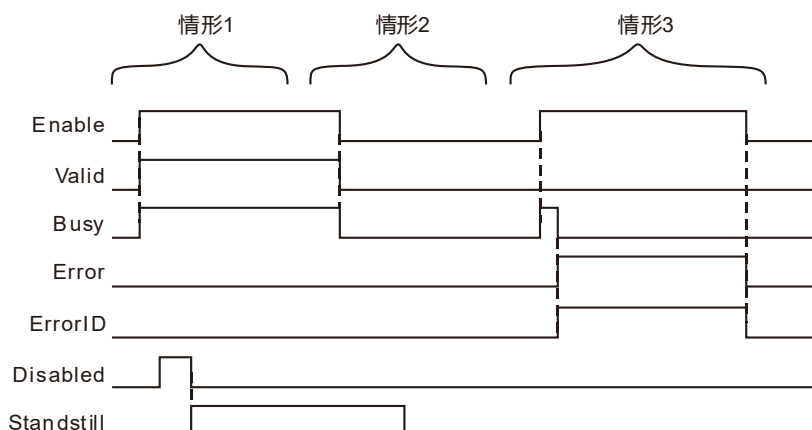 情形1 情形2 情形3
Enable
Valid
Busy
Error
ErrorID
Disabled
Standstill